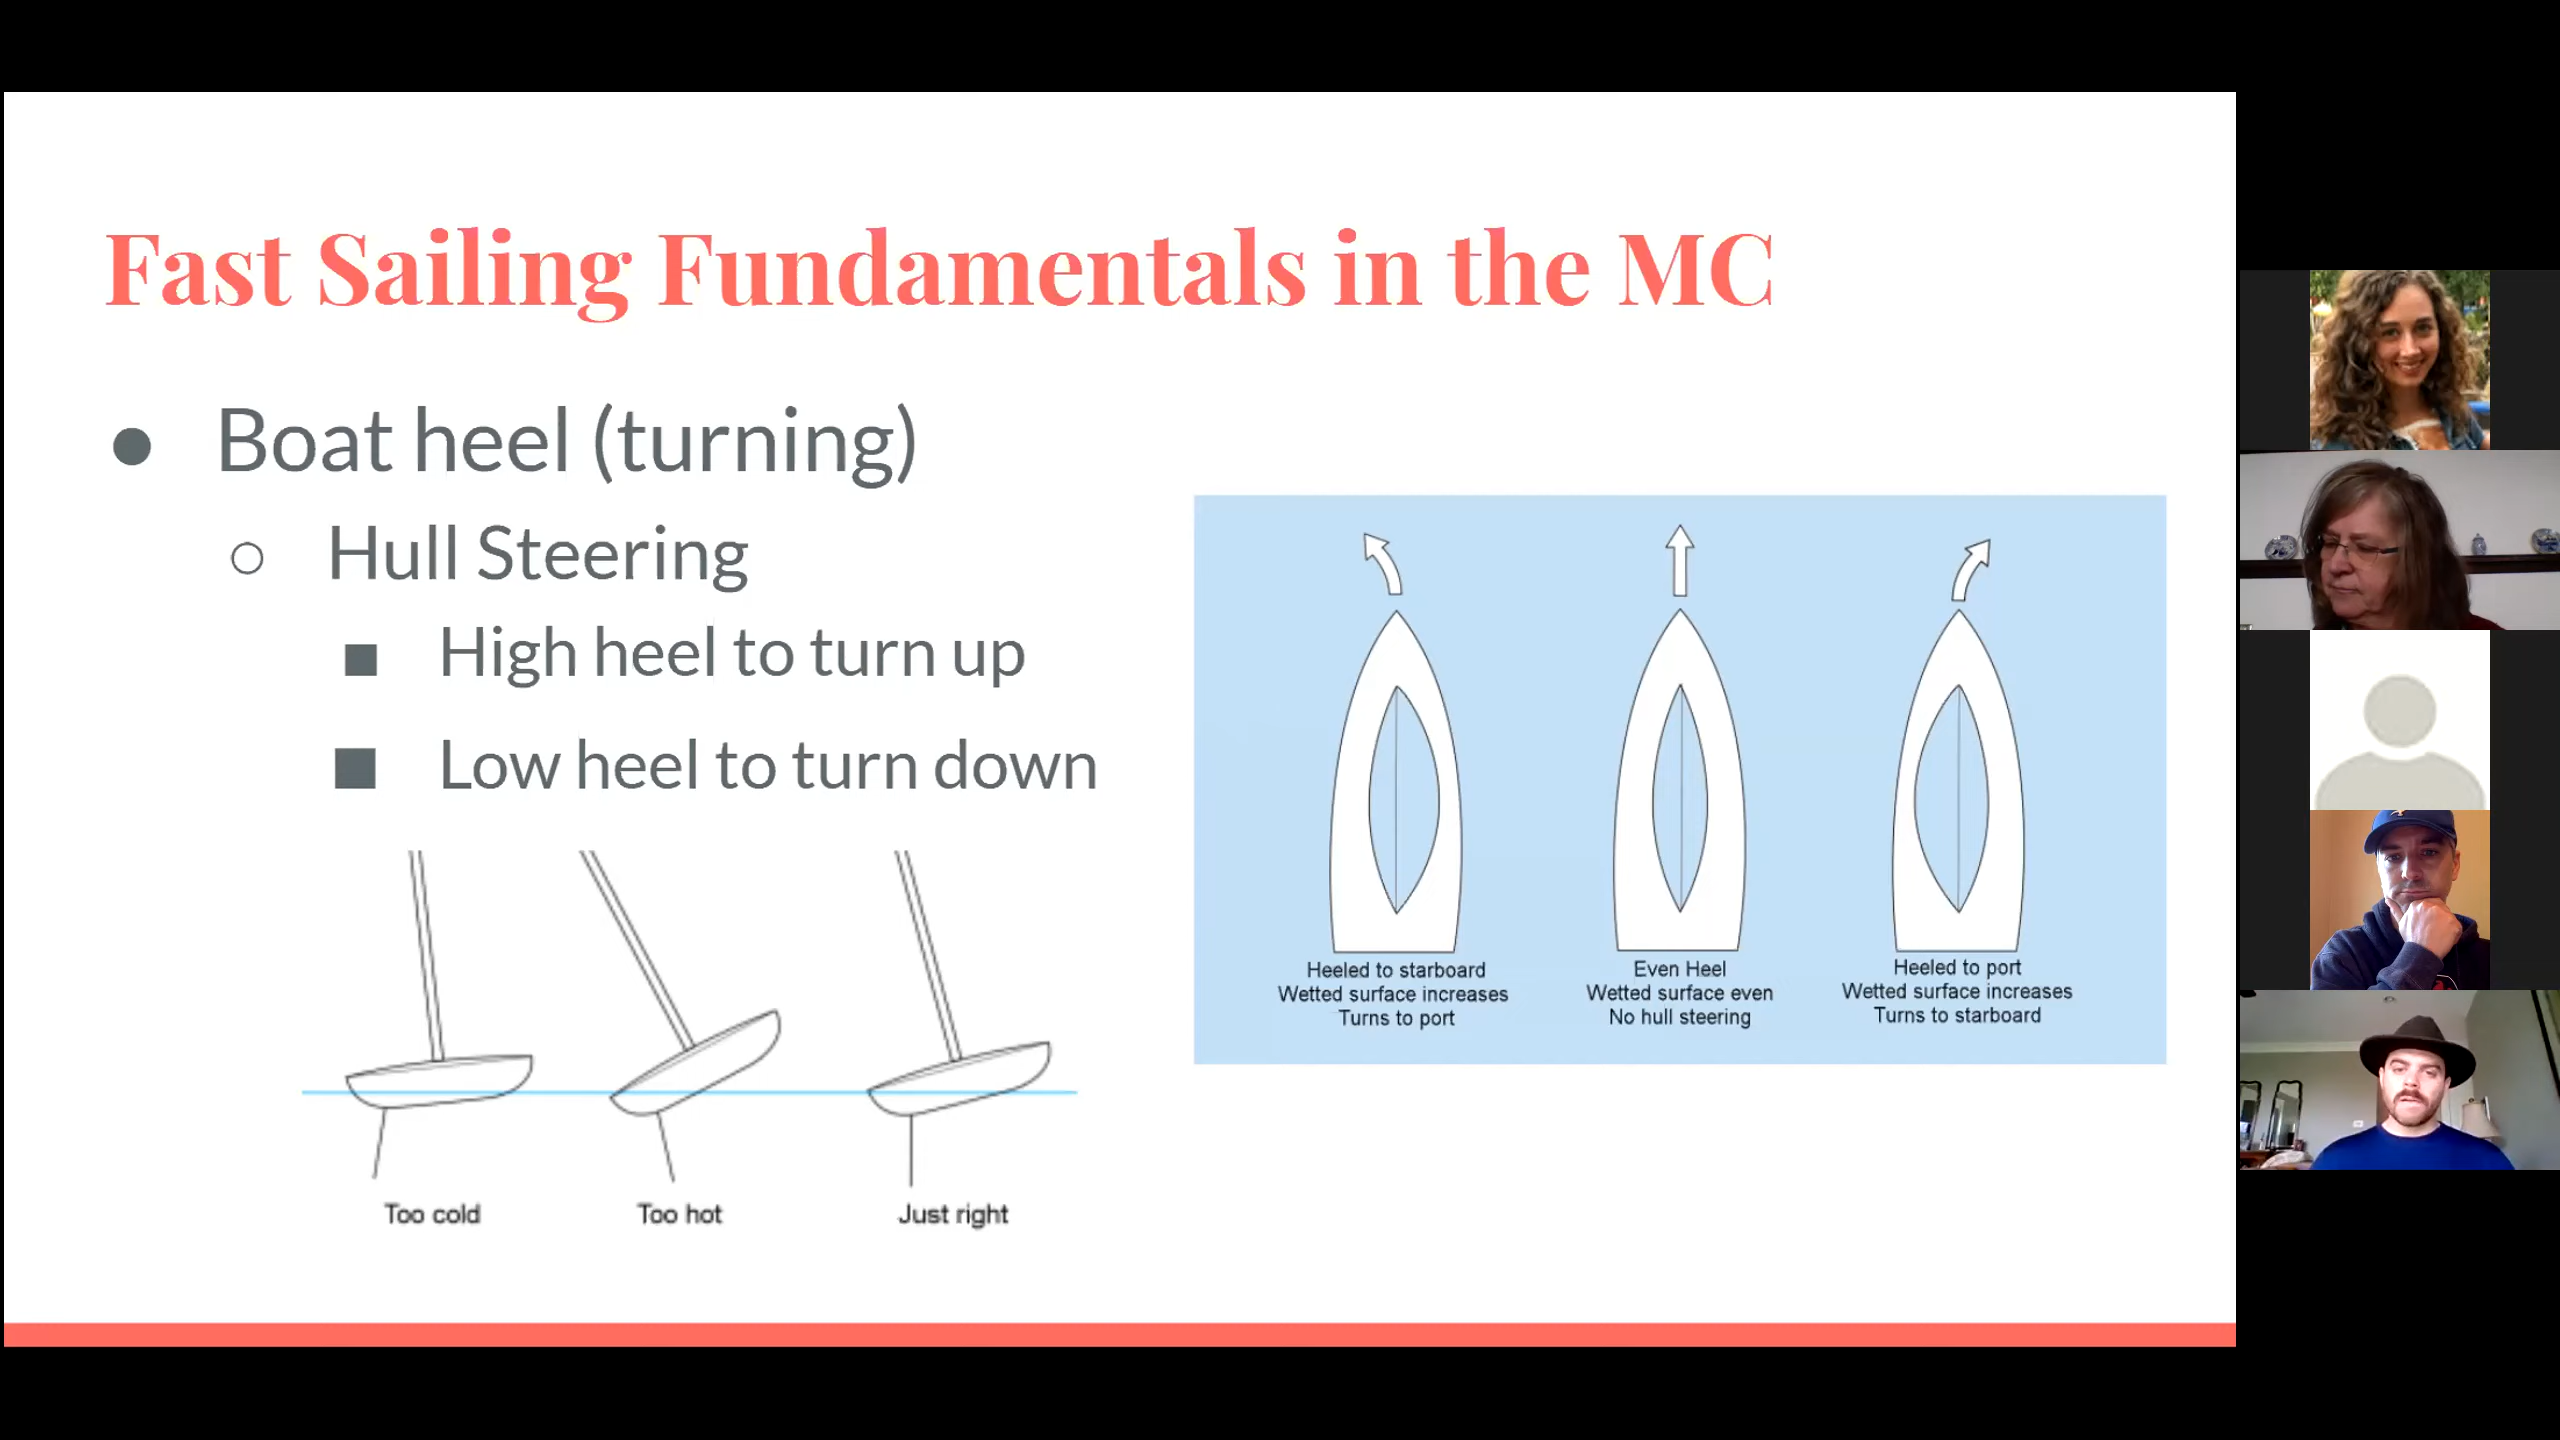 Fast Sailing Fundamentals in the MC
● Boat heel (turning)
○ Hull Steering
■ High heel to turn up
■ Low heel to turn down
Too cold
Too hot
Just right
Heeled to starboard
Wetted surface increases
Turns to port
Even Heel
Wetted surface even
No hull steering
Heeled to port
Wetted surface increases
Turns to starboard